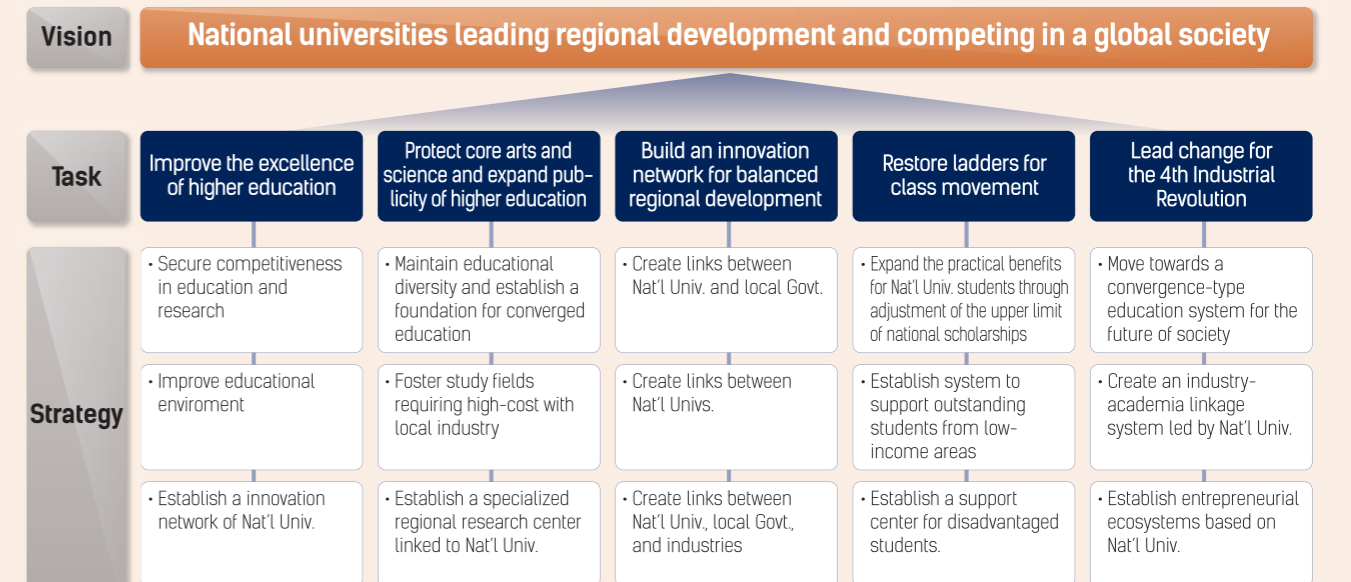 Vision
National universities leading regional development and competing in a global society
Task
Improve the excellence
of higher education
Protect core arts and
science and expand pub-
licity of higher education
Build an innovation
network for balanced
regional development
Restore ladders for
class movement
Lead change for
the 4th Industrial
Revolution
Strategy
• Secure competitiveness
in education and
research
• Maintain educational
diversity and establish a
foundation for converged
education
• Create links between
Nat'l Univ. and local Govt.
• Expand the practical benefits
for Nat'l Univ. students through
adjustment of the upper limit
of national scholarships
• Move towards a
convergence-type
education system for the
future of society
• Improve educational
enviroment
• Foster study fields
requiring high-cost with
local industry
• Create links between
Nat'l Univs.
• Establish system to
support outstanding
students from low-
income areas
• Create an industry-
academia linkage
system led by Nat'l Univ.
• Establish a innovation
network of Nat'l Univ.
• Establish a specialized
regional research center
linked to Nat'l Univ.
• Create links between
Nat'l Univ., local Govt.,
and industries
• Establish a support
center for disadvantaged
students.
• Establish entrepreneurial
ecosystems based on
Nat'l Univ.